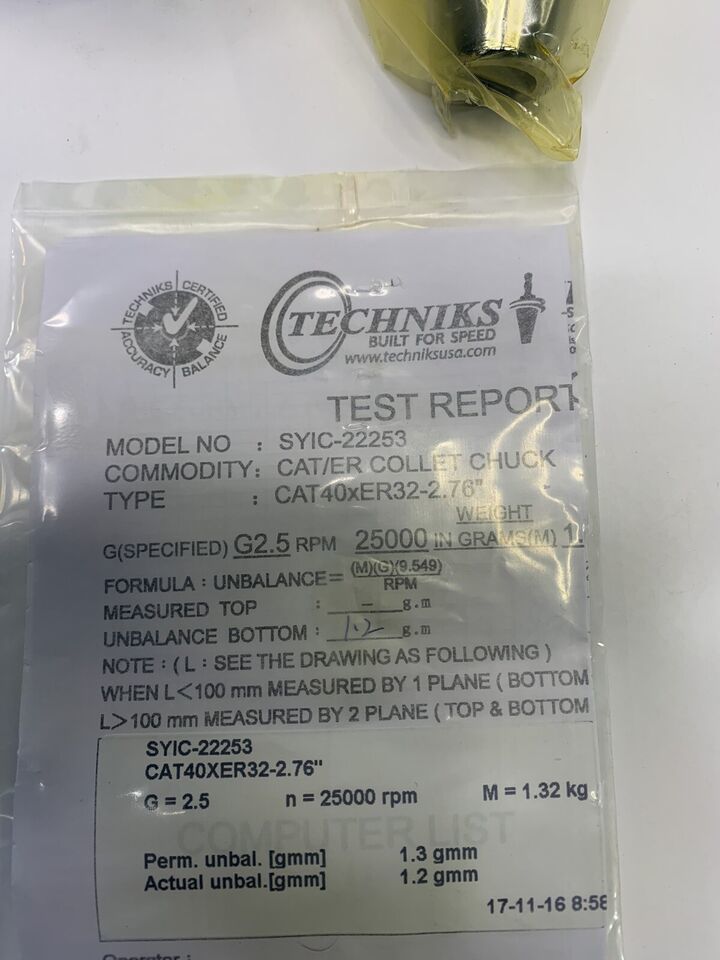 TECHNIKS CERTIFIED
ACCURACY BALANCE
TECHNIKS
BUILT FOR SPEED
www.techniksusa.com
TEST REPORT
MODEL NO : SYIC-22253
COMMODITY: CAT/ER COLLET CHUCK
TYPE : CAT40xER32-2.76"
WEIGHT
G(SPECIFIED) G2.5 RPM 25000 IN GRAMS(M) 1.
FORMULA : UNBALANCE= (M)(G)(9.549)
RPM
MEASURED TOP : – g.m
UNBALANCE BOTTOM : 1.2 g.m
NOTE : ( L : SEE THE DRAWING AS FOLLOWING )
WHEN L<100 mm MEASURED BY 1 PLANE ( BOTTOM
L>100 mm MEASURED BY 2 PLANE ( TOP & BOTTOM
SYIC-22253
CAT40XER32-2.76"
G = 2.5 n = 25000 rpm M = 1.32 kg
COMPUTER LIST
Perm. unbal. [gmm] 1.3 gmm
Actual unbal.[gmm] 1.2 gmm
17-11-16 8:58
Operator :